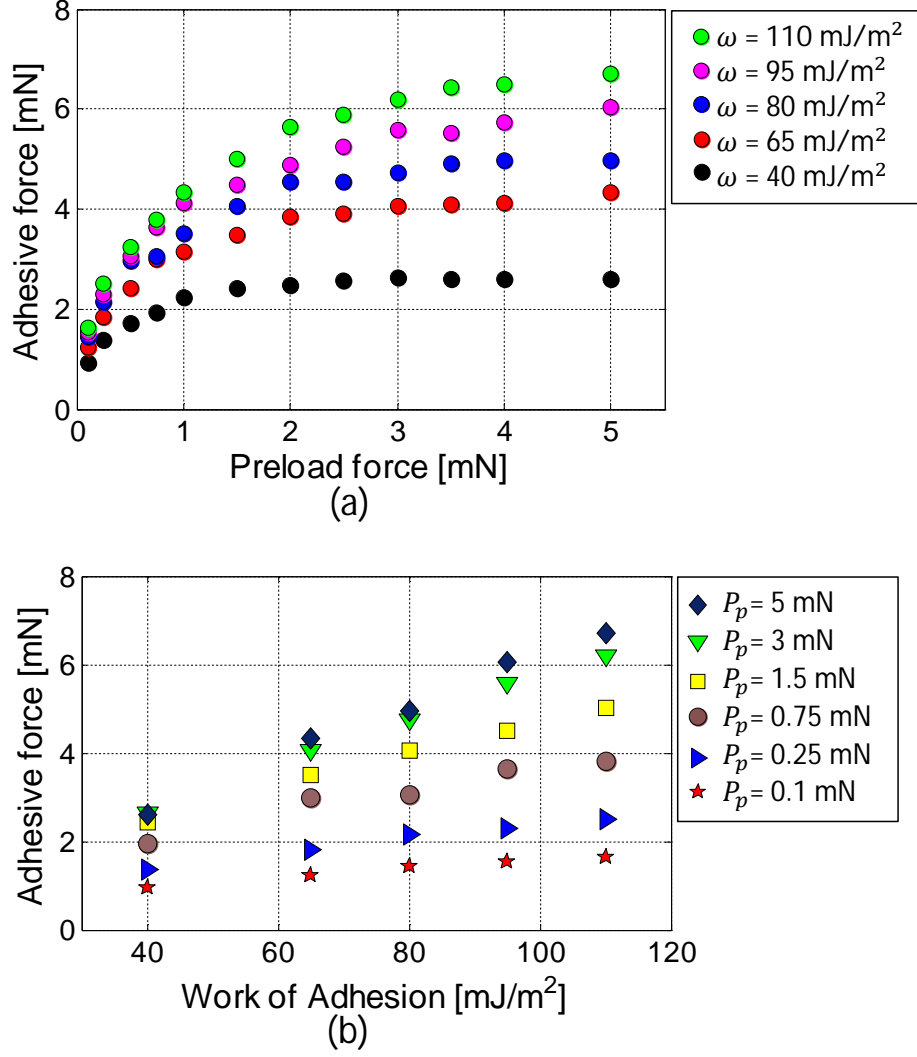 8
6
4
2
0
Adhesive force [mN]
0 1 2 3 4 5
Preload force [mN]
(a)
ω = 110 mJ/m²
ω = 95 mJ/m²
ω = 80 mJ/m²
ω = 65 mJ/m²
ω = 40 mJ/m²
8
6
4
2
0
Adhesive force [mN]
40 60 80 100 120
Work of Adhesion [mJ/m²]
(b)
Pₚ = 5 mN
Pₚ = 3 mN
Pₚ = 1.5 mN
Pₚ = 0.75 mN
Pₚ = 0.25 mN
Pₚ = 0.1 mN